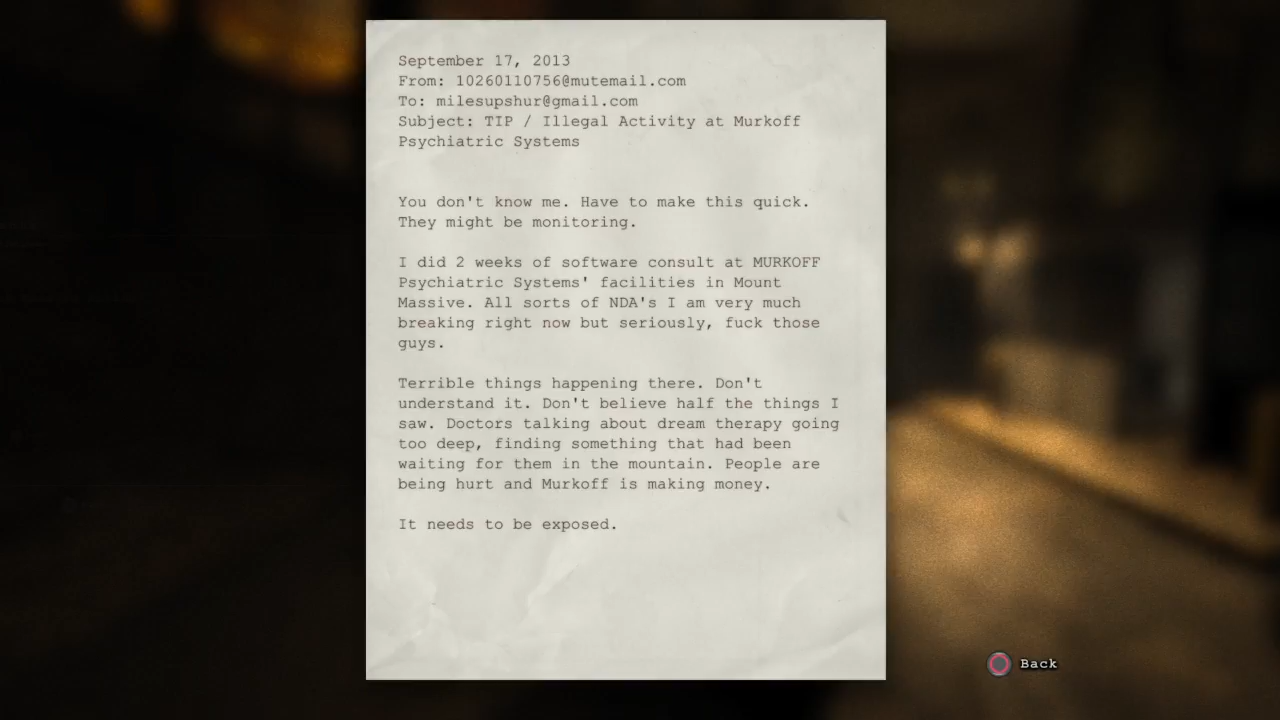 September 17, 2013
From: 10260110756@mutemail.com
To: milesupshur@gmail.com
Subject: TIP / Illegal Activity at Murkoff
Psychiatric Systems
You don't know me. Have to make this quick.
They might be monitoring.
I did 2 weeks of software consult at MURKOFF
Psychiatric Systems' facilities in Mount
Massive. All sorts of NDA's I am very much
breaking right now but seriously, fuck those
guys.
Terrible things happening there. Don't
understand it. Don't believe half the things I
saw. Doctors talking about dream therapy going
too deep, finding something that had been
waiting for them in the mountain. People are
being hurt and Murkoff is making money.
It needs to be exposed.
Back